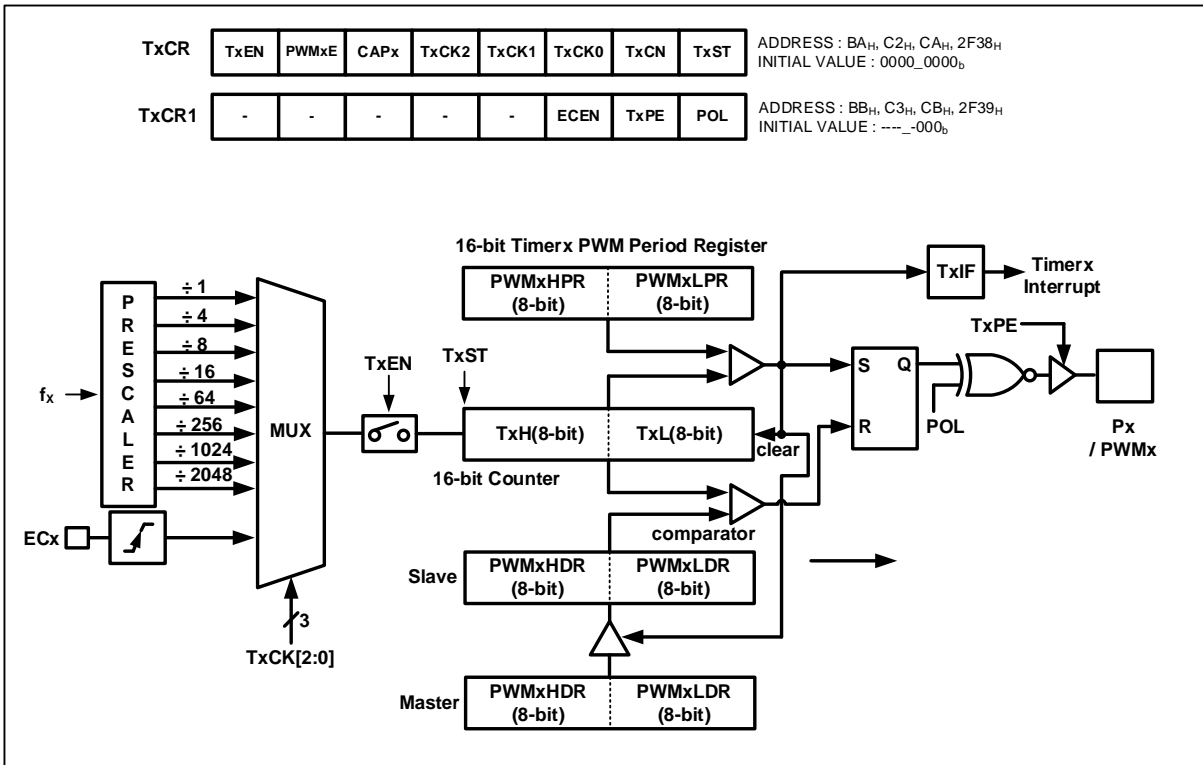 TxCR TxEN PWMxE CAPx TxCK2 TxCK1 TxCK0 TxCN TxST
ADDRESS : BAH, C2H, CAH, 2F38H
INITIAL VALUE : 0000_0000b
TxCR1 - - - - - ECEN TxPE POL
ADDRESS : BBH, C3H, CBH, 2F39H
INITIAL VALUE : ----_-000b
16-bit Timerx PWM Period Register
PWMxHPR
(8-bit)
PWMxLPR
(8-bit)
TxIF
Timerx
Interrupt
fX
PRESCALER
÷ 1
÷ 4
÷ 8
÷ 16
÷ 64
÷ 256
÷ 1024
÷ 2048
ECx
MUX
3
TxCK[2:0]
TxEN
TxST
TxH(8-bit)
TxL(8-bit)
clear
16-bit Counter
comparator
S
Q
R
POL
TxPE
Px
/ PWMx
Slave
PWMxHDR
(8-bit)
PWMxLDR
(8-bit)
Master
PWMxHDR
(8-bit)
PWMxLDR
(8-bit)